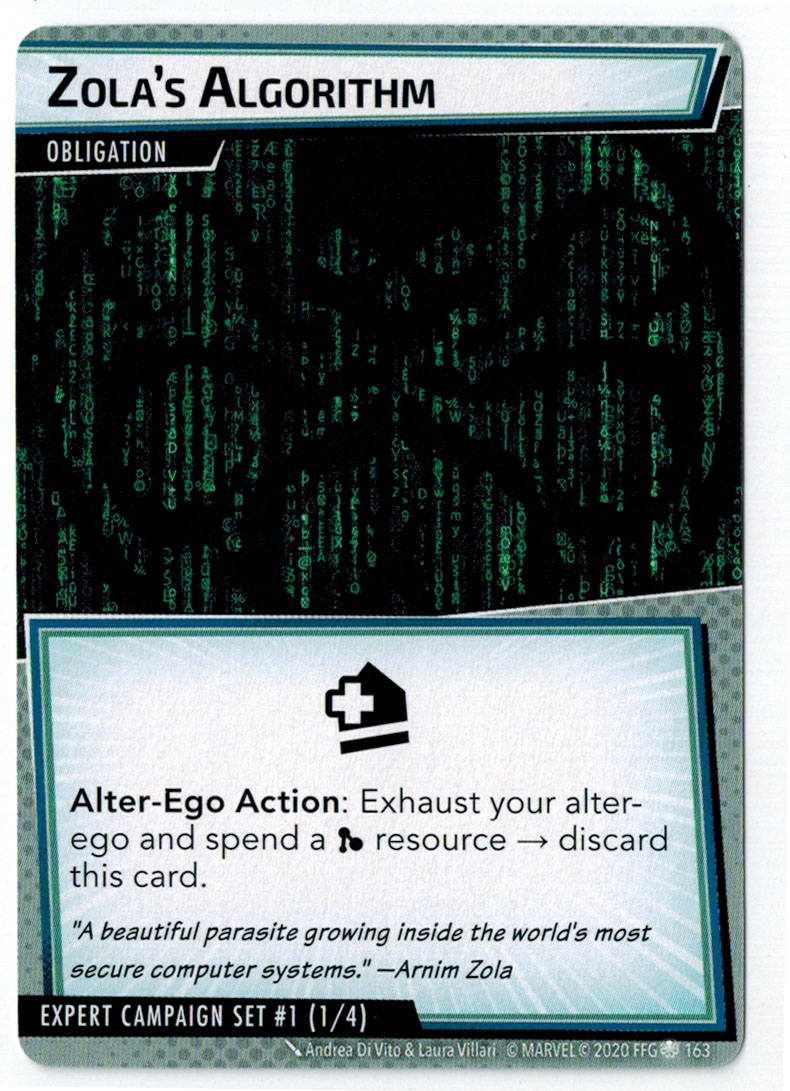 ZOLA'S ALGORITHM
OBLIGATION
Alter-Ego Action: Exhaust your alter-
ego and spend a resource → discard
this card.
"A beautiful parasite growing inside the world's most
secure computer systems." —Arnim Zola
EXPERT CAMPAIGN SET #1 (1/4)
Andrea Di Vito & Laura Villari © MARVEL © 2020 FFG 163